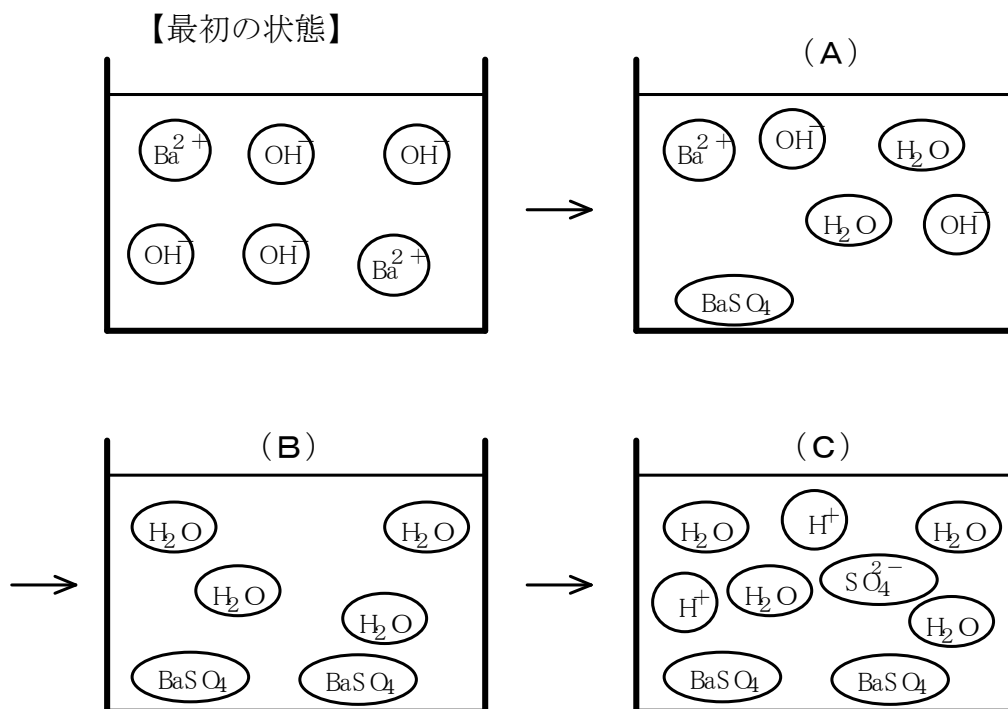 【最初の状態】
Ba²⁺ OH⁻ OH⁻
OH⁻ OH⁻ Ba²⁺
→
(A)
Ba²⁺ OH⁻ H₂O
H₂O OH⁻
BaSO₄
→
(B)
H₂O H₂O
H₂O H₂O
BaSO₄ BaSO₄
→
(C)
H₂O H⁺ H₂O
H⁺ H₂O SO₄²⁻ H₂O
BaSO₄ BaSO₄